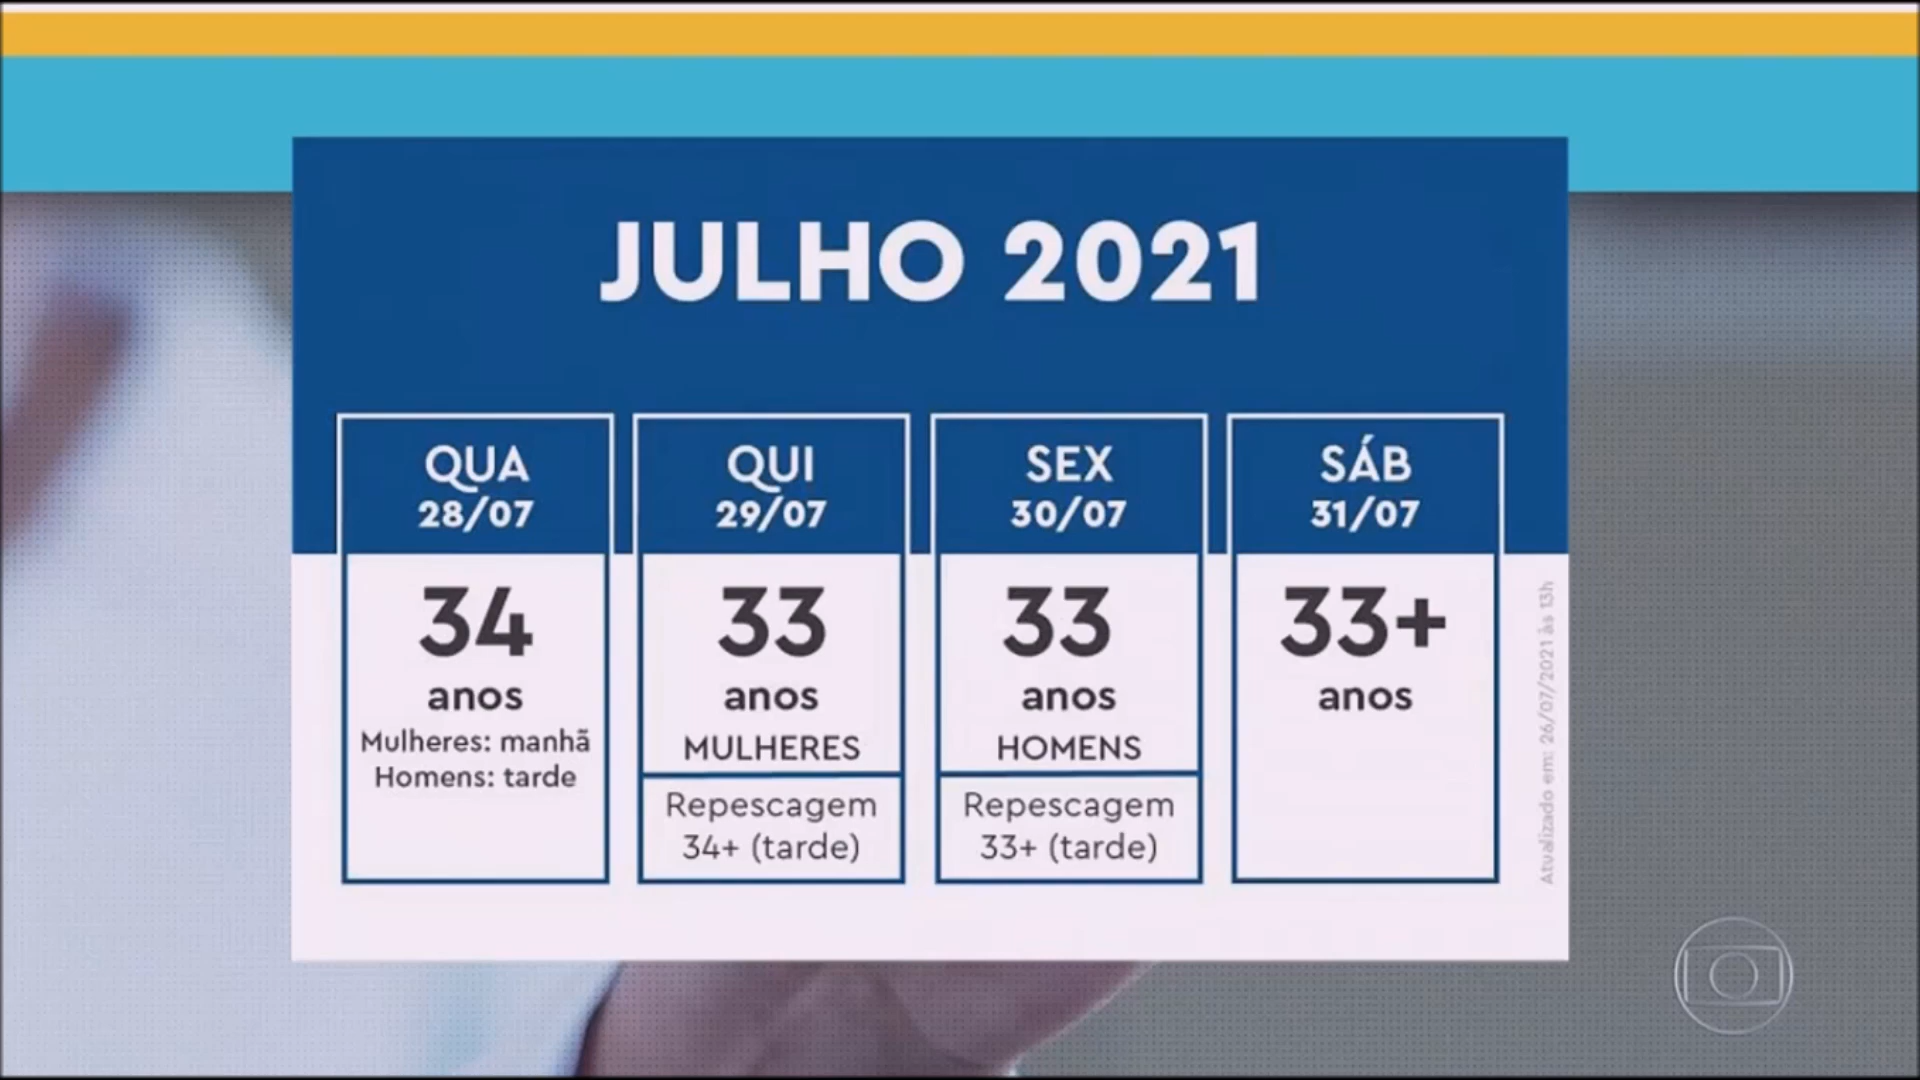 JULHO 2021
QUA
28/07
34
anos
Mulheres: manhã
Homens: tarde
QUI
29/07
33
anos
MULHERES
Repescagem
34+ (tarde)
SEX
30/07
33
anos
HOMENS
Repescagem
33+ (tarde)
SÁB
31/07
33+
anos
Atualizado em: 26/07/2021 às 13h